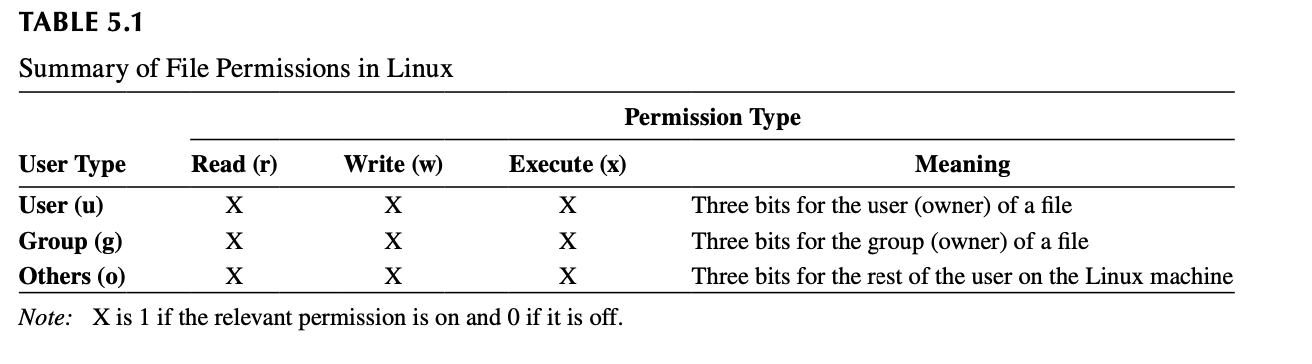 TABLE 5.1
Summary of File Permissions in Linux
Permission Type
User Type Read (r) Write (w) Execute (x) Meaning
User (u) X X X Three bits for the user (owner) of a file
Group (g) X X X Three bits for the group (owner) of a file
Others (o) X X X Three bits for the rest of the user on the Linux machine
Note: X is 1 if the relevant permission is on and 0 if it is off.